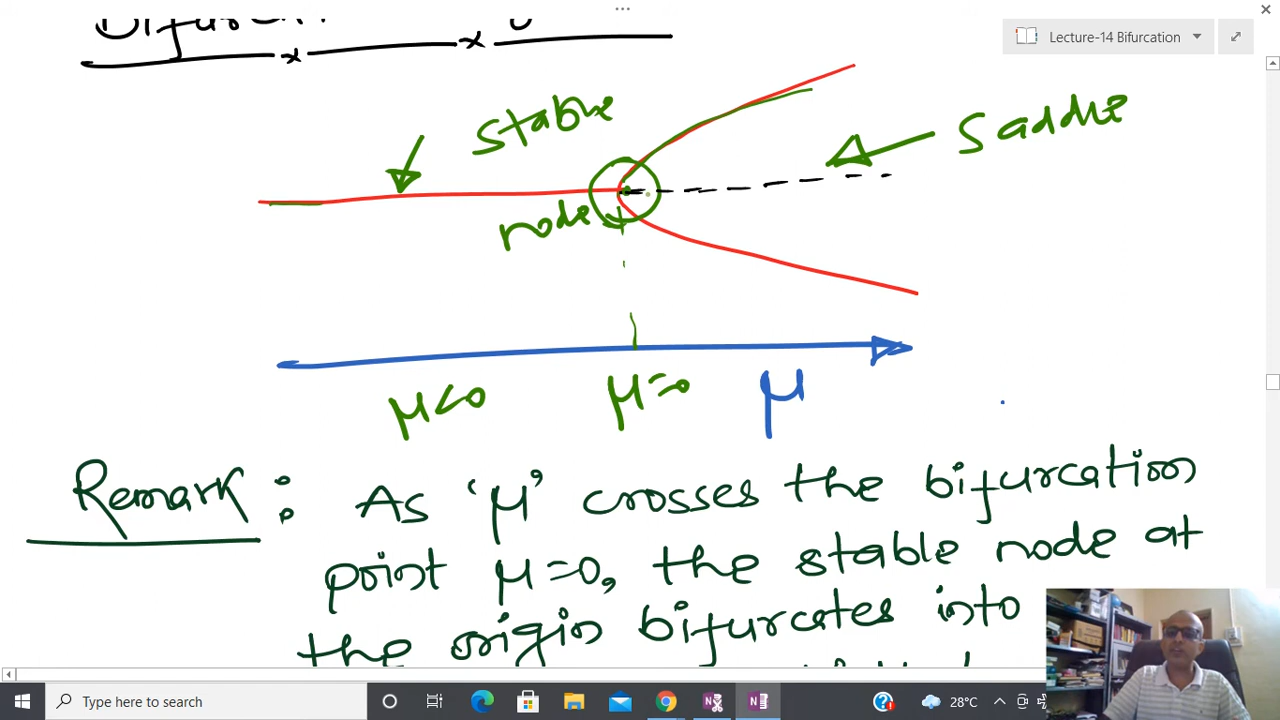 Lecture-14 Bifurcation
stable
saddle
node
μ<0
μ=0
μ
Remark: As 'μ' crosses the bifurcation
point μ=0, the stable node at
the origin bifurcates into
Type here to search
28°C